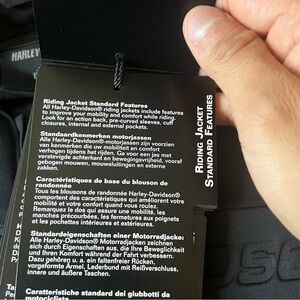 HARLEY
Riding Jacket Standard Features
All Harley-Davidson® riding jackets include features
to improve your mobility and comfort while riding.
Look for an action back, pre-curved sleeves, cuff
closures, internal and external pockets.
Standaardkenmerken motorjassen
Alle Harley-Davidson® motorjassen zijn voorzien
van kenmerken die uw mobiliteit en comfort
verhogen tijdens het rijden. Ga voor een jas met
verstevigde achterkant en bewegingsvrijheid, vooraf
gebogen mouwen, mouwsluitingen en
zakken.
Caractéristiques de base du blouson de
randonnée
Tous les blousons de randonnée Harley-Davidson®
comportent des caractéristiques qui améliorent votre
mobilité et votre confort quand vous roulez.
Remarquez le dos qui assure une mobilité, les
manches précourbées, les fermetures aux poignets
et les pochettes intérieures et extérieures.
Standardeigenschaften einer Motorradjacke:
Alle Harley-Davidson® Motorradjacken zeichnen
sich durch Eigenschaften aus, die Ihre Beweglichkeit
und Ihren Komfort während der Fahrt verbessern.
Dazu gehören u. a. ein faltbarer Rücken,
vorgeformte Ärmel, Lederbund mit Reißverschluss,
innere und äußere Taschen.
Caratteristiche standard dei giubbotti da
motociclista
Riding Jacket
Standard Features